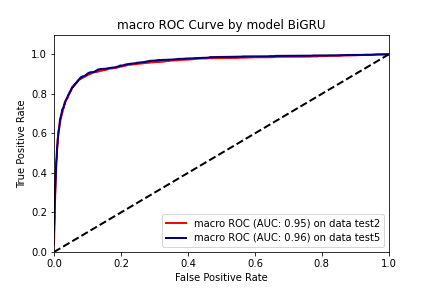 macro ROC Curve by model BiGRU
True Positive Rate
1.0
0.8
0.6
0.4
0.2
0.0
macro ROC (AUC: 0.95) on data test2
macro ROC (AUC: 0.96) on data test5
0.0 0.2 0.4 0.6 0.8 1.0
False Positive Rate